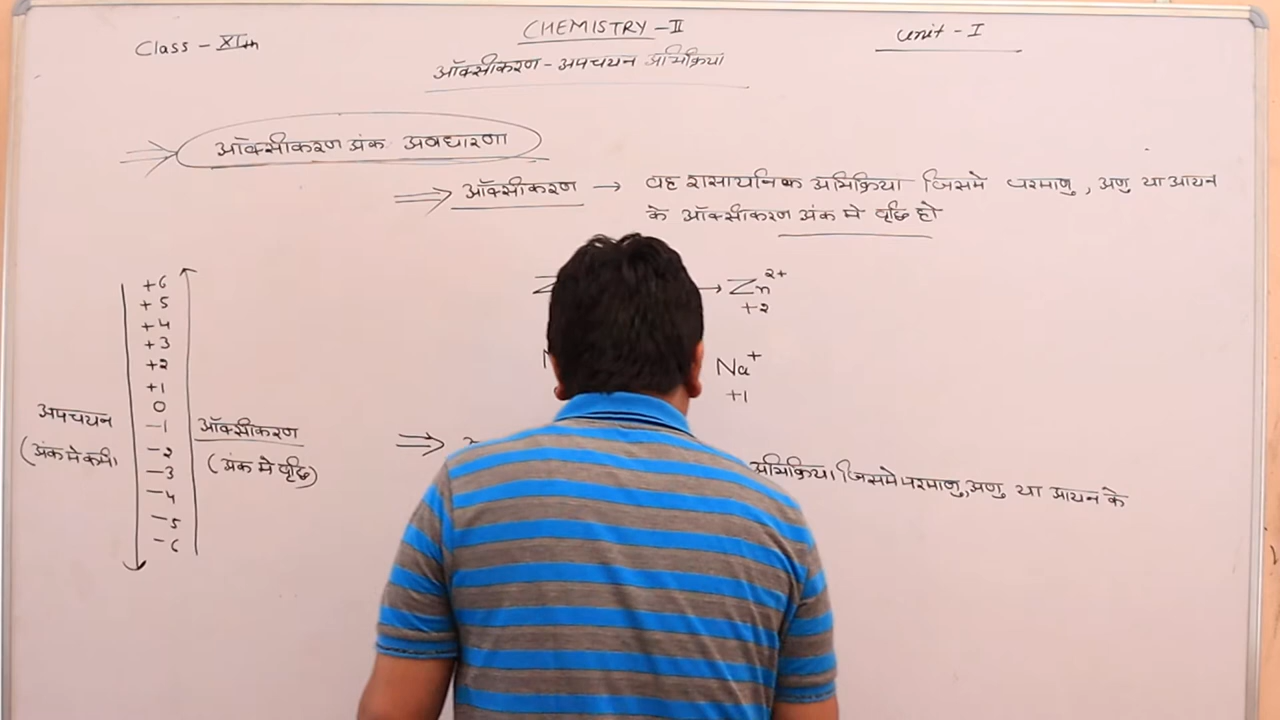 Class - XIth
CHEMISTRY - II
Unit - I
ऑक्सीकरण - अपचयन अभिक्रिया
ऑक्सीकरण अंक अवधारणा
ऑक्सीकरण → वह रासायनिक अभिक्रिया जिसमे परमाणु, अणु या आयन
के ऑक्सीकरण अंक मे वृद्धि हो
→ Zn²⁺
+2
Na⁺
+1
अभिक्रिया जिसमे परमाणु, अणु या आयन के
+6
+5
+4
+3
+2
+1
0
-1
-2
-3
-4
-5
-6
अपचयन
(अंक मे कमी)
ऑक्सीकरण
(अंक मे वृद्धि)